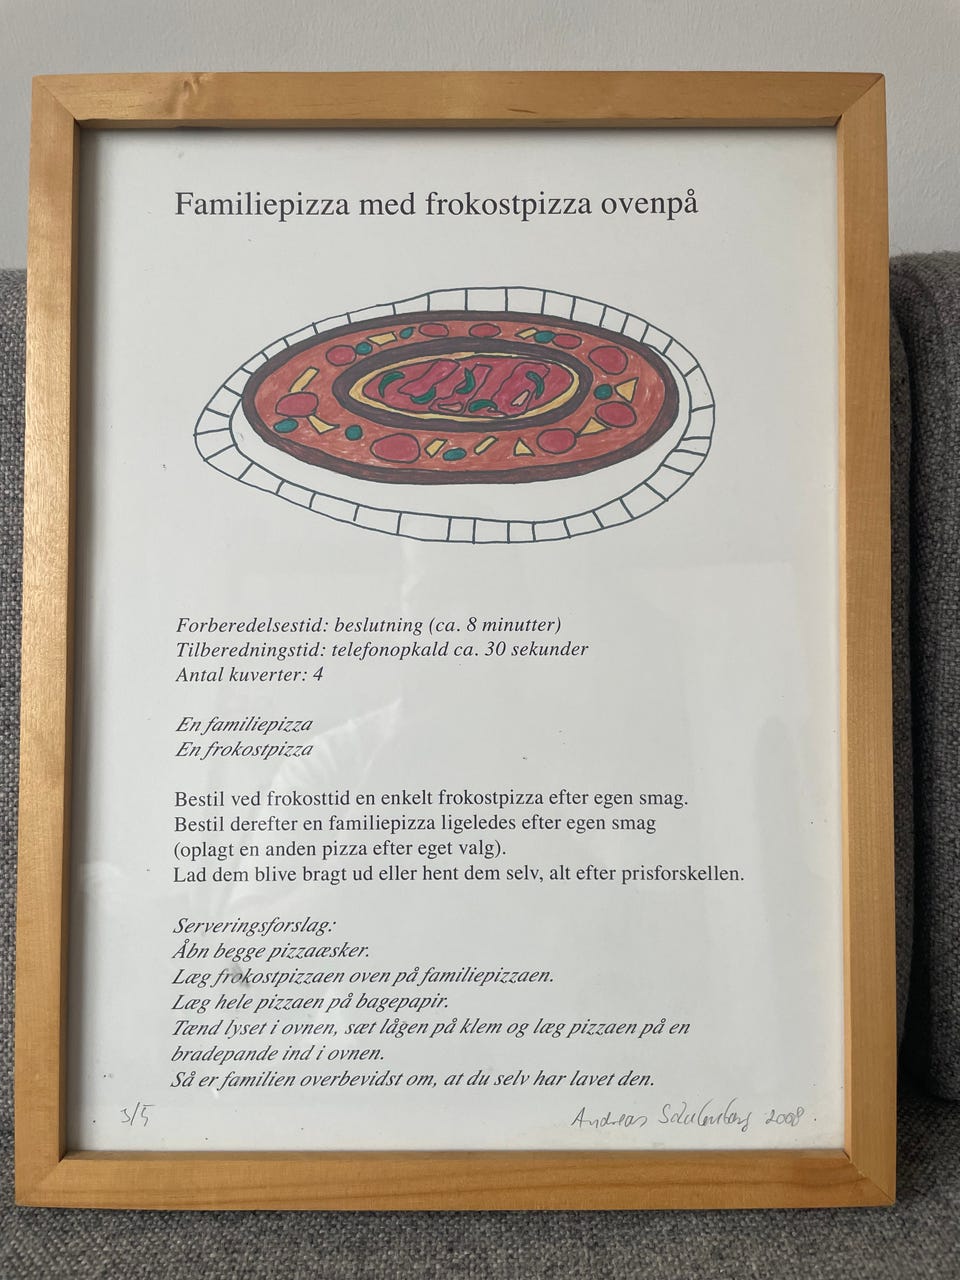 Familiepizza med frokostpizza ovenpå
Forberedelsestid: beslutning (ca. 8 minutter)
Tilberedningstid: telefonopkald ca. 30 sekunder
Antal kuverter: 4
En familiepizza
En frokostpizza
Bestil ved frokosttid en enkelt frokostpizza efter egen smag.
Bestil derefter en familiepizza ligeledes efter egen smag
(oplagt en anden pizza efter eget valg).
Lad dem blive bragt ud eller hent dem selv, alt efter prisforskellen.
Serveringsforslag:
Åbn begge pizzaæsker.
Læg frokostpizzaen oven på familiepizzaen.
Læg hele pizzaen på bagepapir.
Tænd lyset i ovnen, sæt lågen på klem og læg pizzaen på en
bradepande ind i ovnen.
Så er familien overbevidst om, at du selv har lavet den.
3/5 Andreas 2008